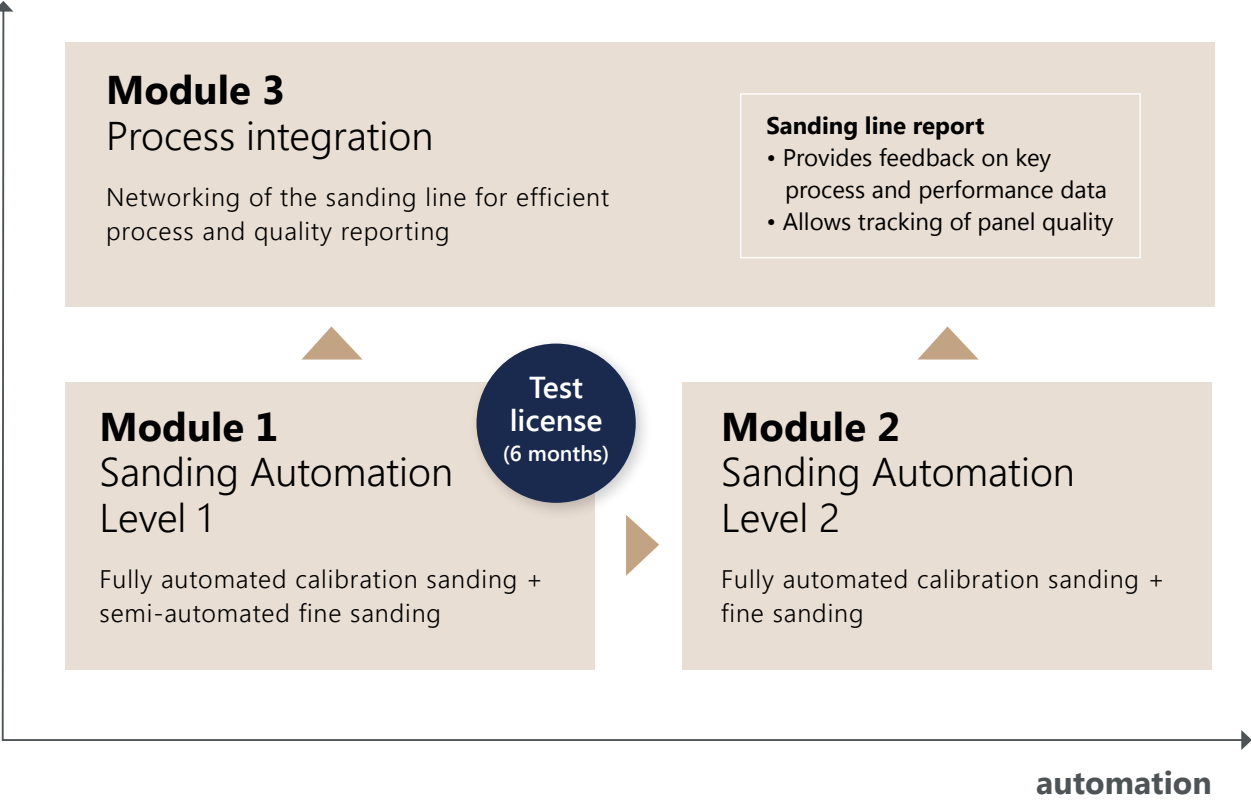 Module 3
Process integration
Networking of the sanding line for efficient
process and quality reporting
Sanding line report
• Provides feedback on key
process and performance data
• Allows tracking of panel quality
Test
license
(6 months)
Module 1
Sanding Automation
Level 1
Fully automated calibration sanding +
semi-automated fine sanding
Module 2
Sanding Automation
Level 2
Fully automated calibration sanding +
fine sanding
automation